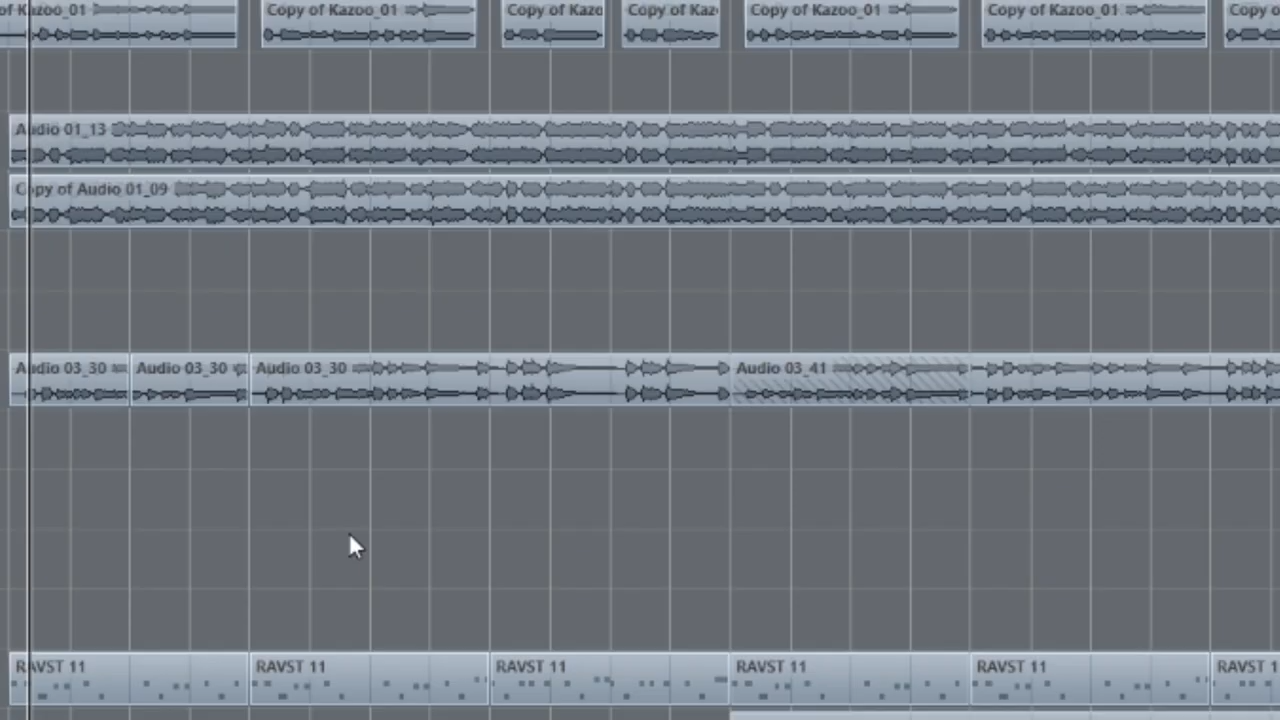 of Kazoo_01 Copy of Kazoo_01 Copy of Kazo Copy of Kaz Copy of Kazoo_01 Copy of Kazoo_01 Copy o
Audio 01_13
Copy of Audio 01_09
Audio 03_30 Audio 03_30 Audio 03_30 Audio 03_41
RAVST 11 RAVST 11 RAVST 11 RAVST 11 RAVST 11 RAVST 1